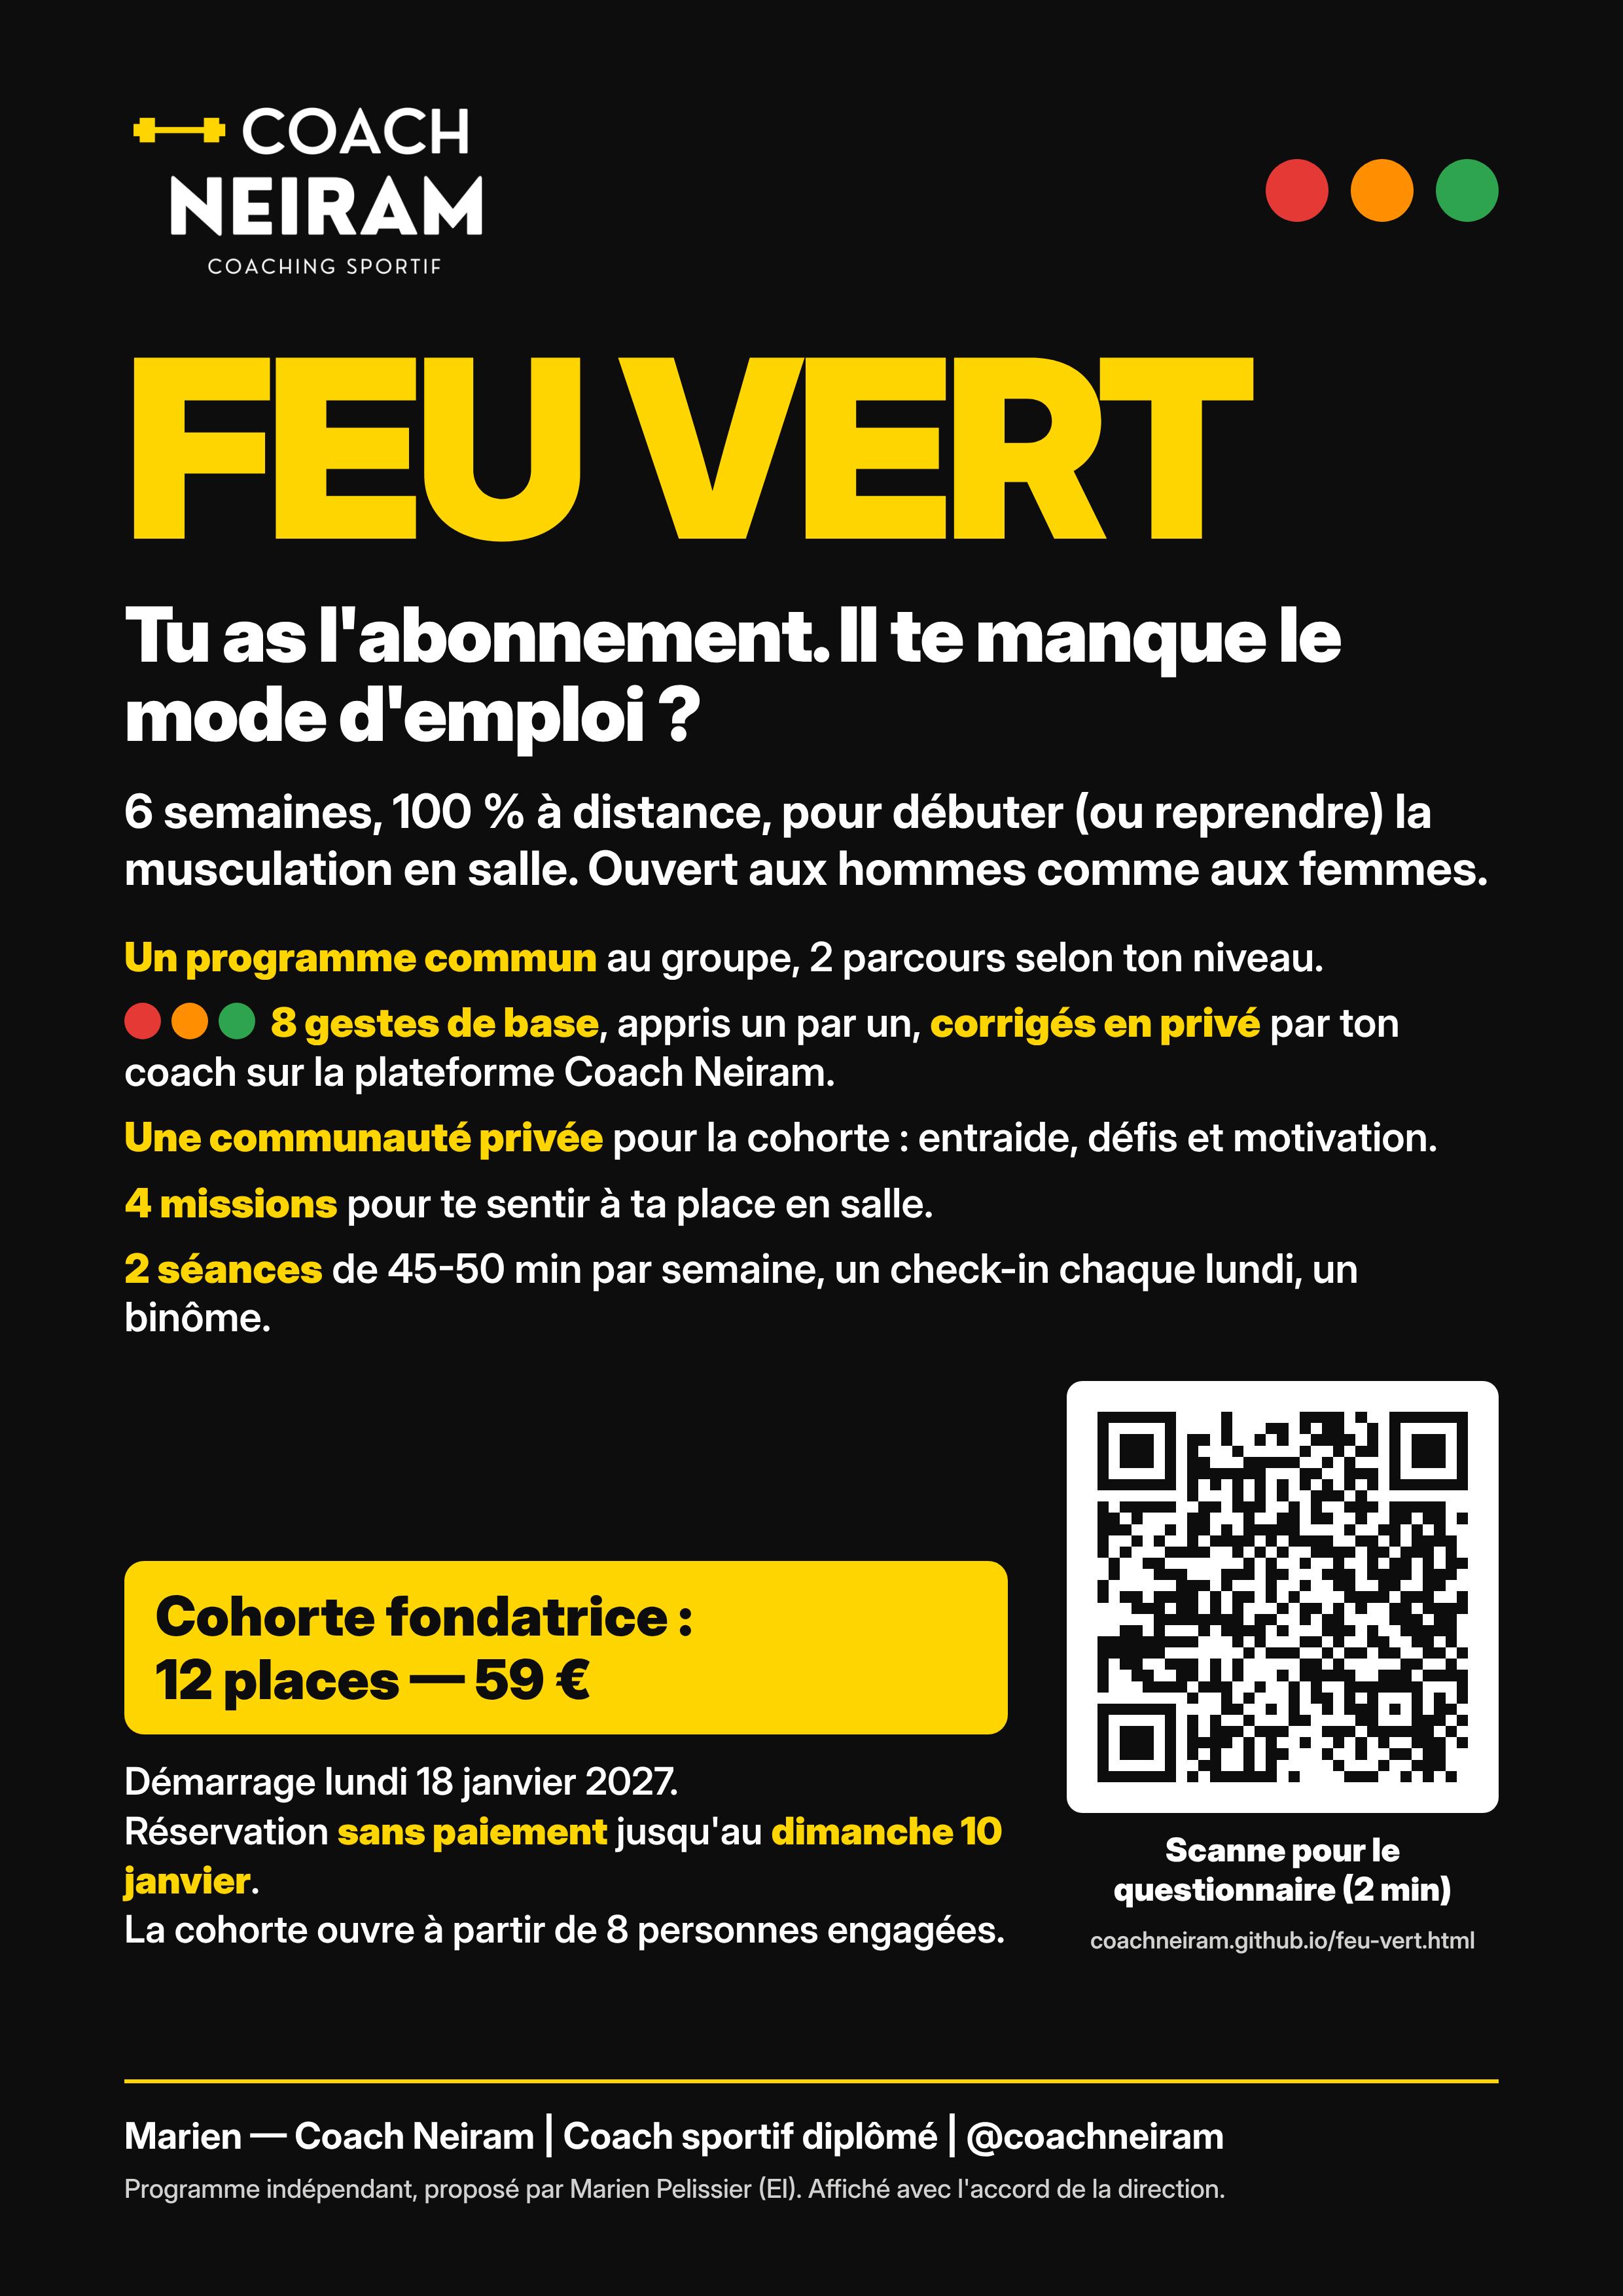 COACH
NEIRAM
COACHING SPORTIF
FEU VERT
Tu as l'abonnement. Il te manque le
mode d'emploi ?
6 semaines, 100 % à distance, pour débuter (ou reprendre) la
musculation en salle. Ouvert aux hommes comme aux femmes.
Un programme commun au groupe, 2 parcours selon ton niveau.
8 gestes de base, appris un par un, corrigés en privé par ton
coach sur la plateforme Coach Neiram.
Une communauté privée pour la cohorte : entraide, défis et motivation.
4 missions pour te sentir à ta place en salle.
2 séances de 45-50 min par semaine, un check-in chaque lundi, un
binôme.
Cohorte fondatrice :
12 places — 59 €
Démarrage lundi 18 janvier 2027.
Réservation sans paiement jusqu'au dimanche 10
janvier.
La cohorte ouvre à partir de 8 personnes engagées.
Scanne pour le
questionnaire (2 min)
coachneiram.github.io/feu-vert.html
Marien — Coach Neiram | Coach sportif diplômé | @coachneiram
Programme indépendant, proposé par Marien Pelissier (EI). Affiché avec l'accord de la direction.